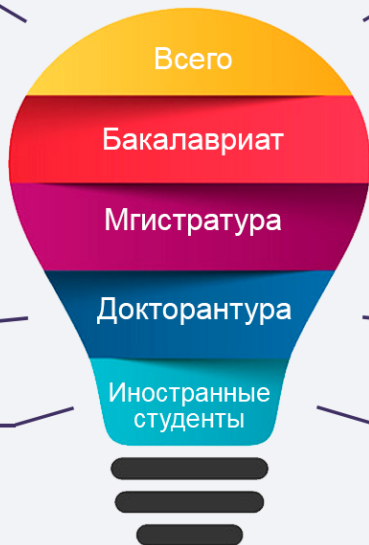 Всего
Бакалавриат
Мгистратура
Докторантура
Иностранные
студенты